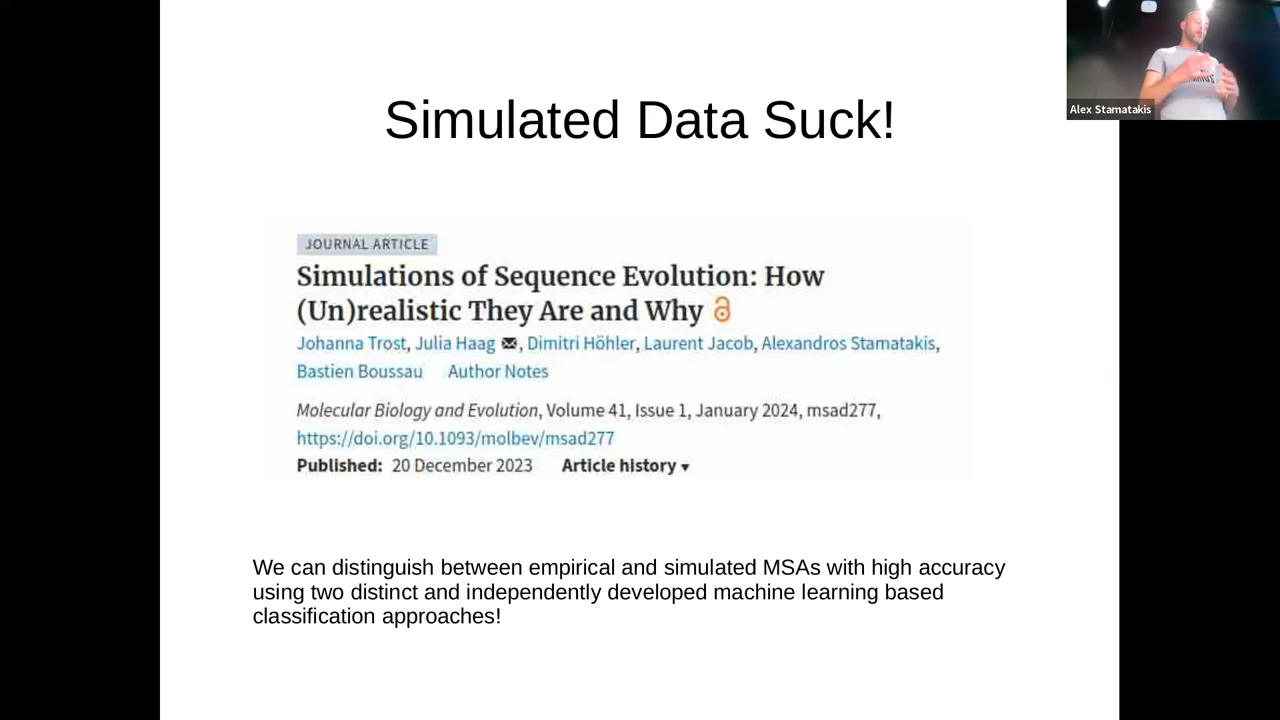 Simulated Data Suck!
Alex Stamatakis
JOURNAL ARTICLE
Simulations of Sequence Evolution: How
(Un)realistic They Are and Why
Johanna Trost, Julia Haag, Dimitri Höhler, Laurent Jacob, Alexandros Stamatakis,
Bastien Boussau Author Notes
Molecular Biology and Evolution, Volume 41, Issue 1, January 2024, msad277,
https://doi.org/10.1093/molbev/msad277
Published: 20 December 2023 Article history ▾
We can distinguish between empirical and simulated MSAs with high accuracy
using two distinct and independently developed machine learning based
classification approaches!